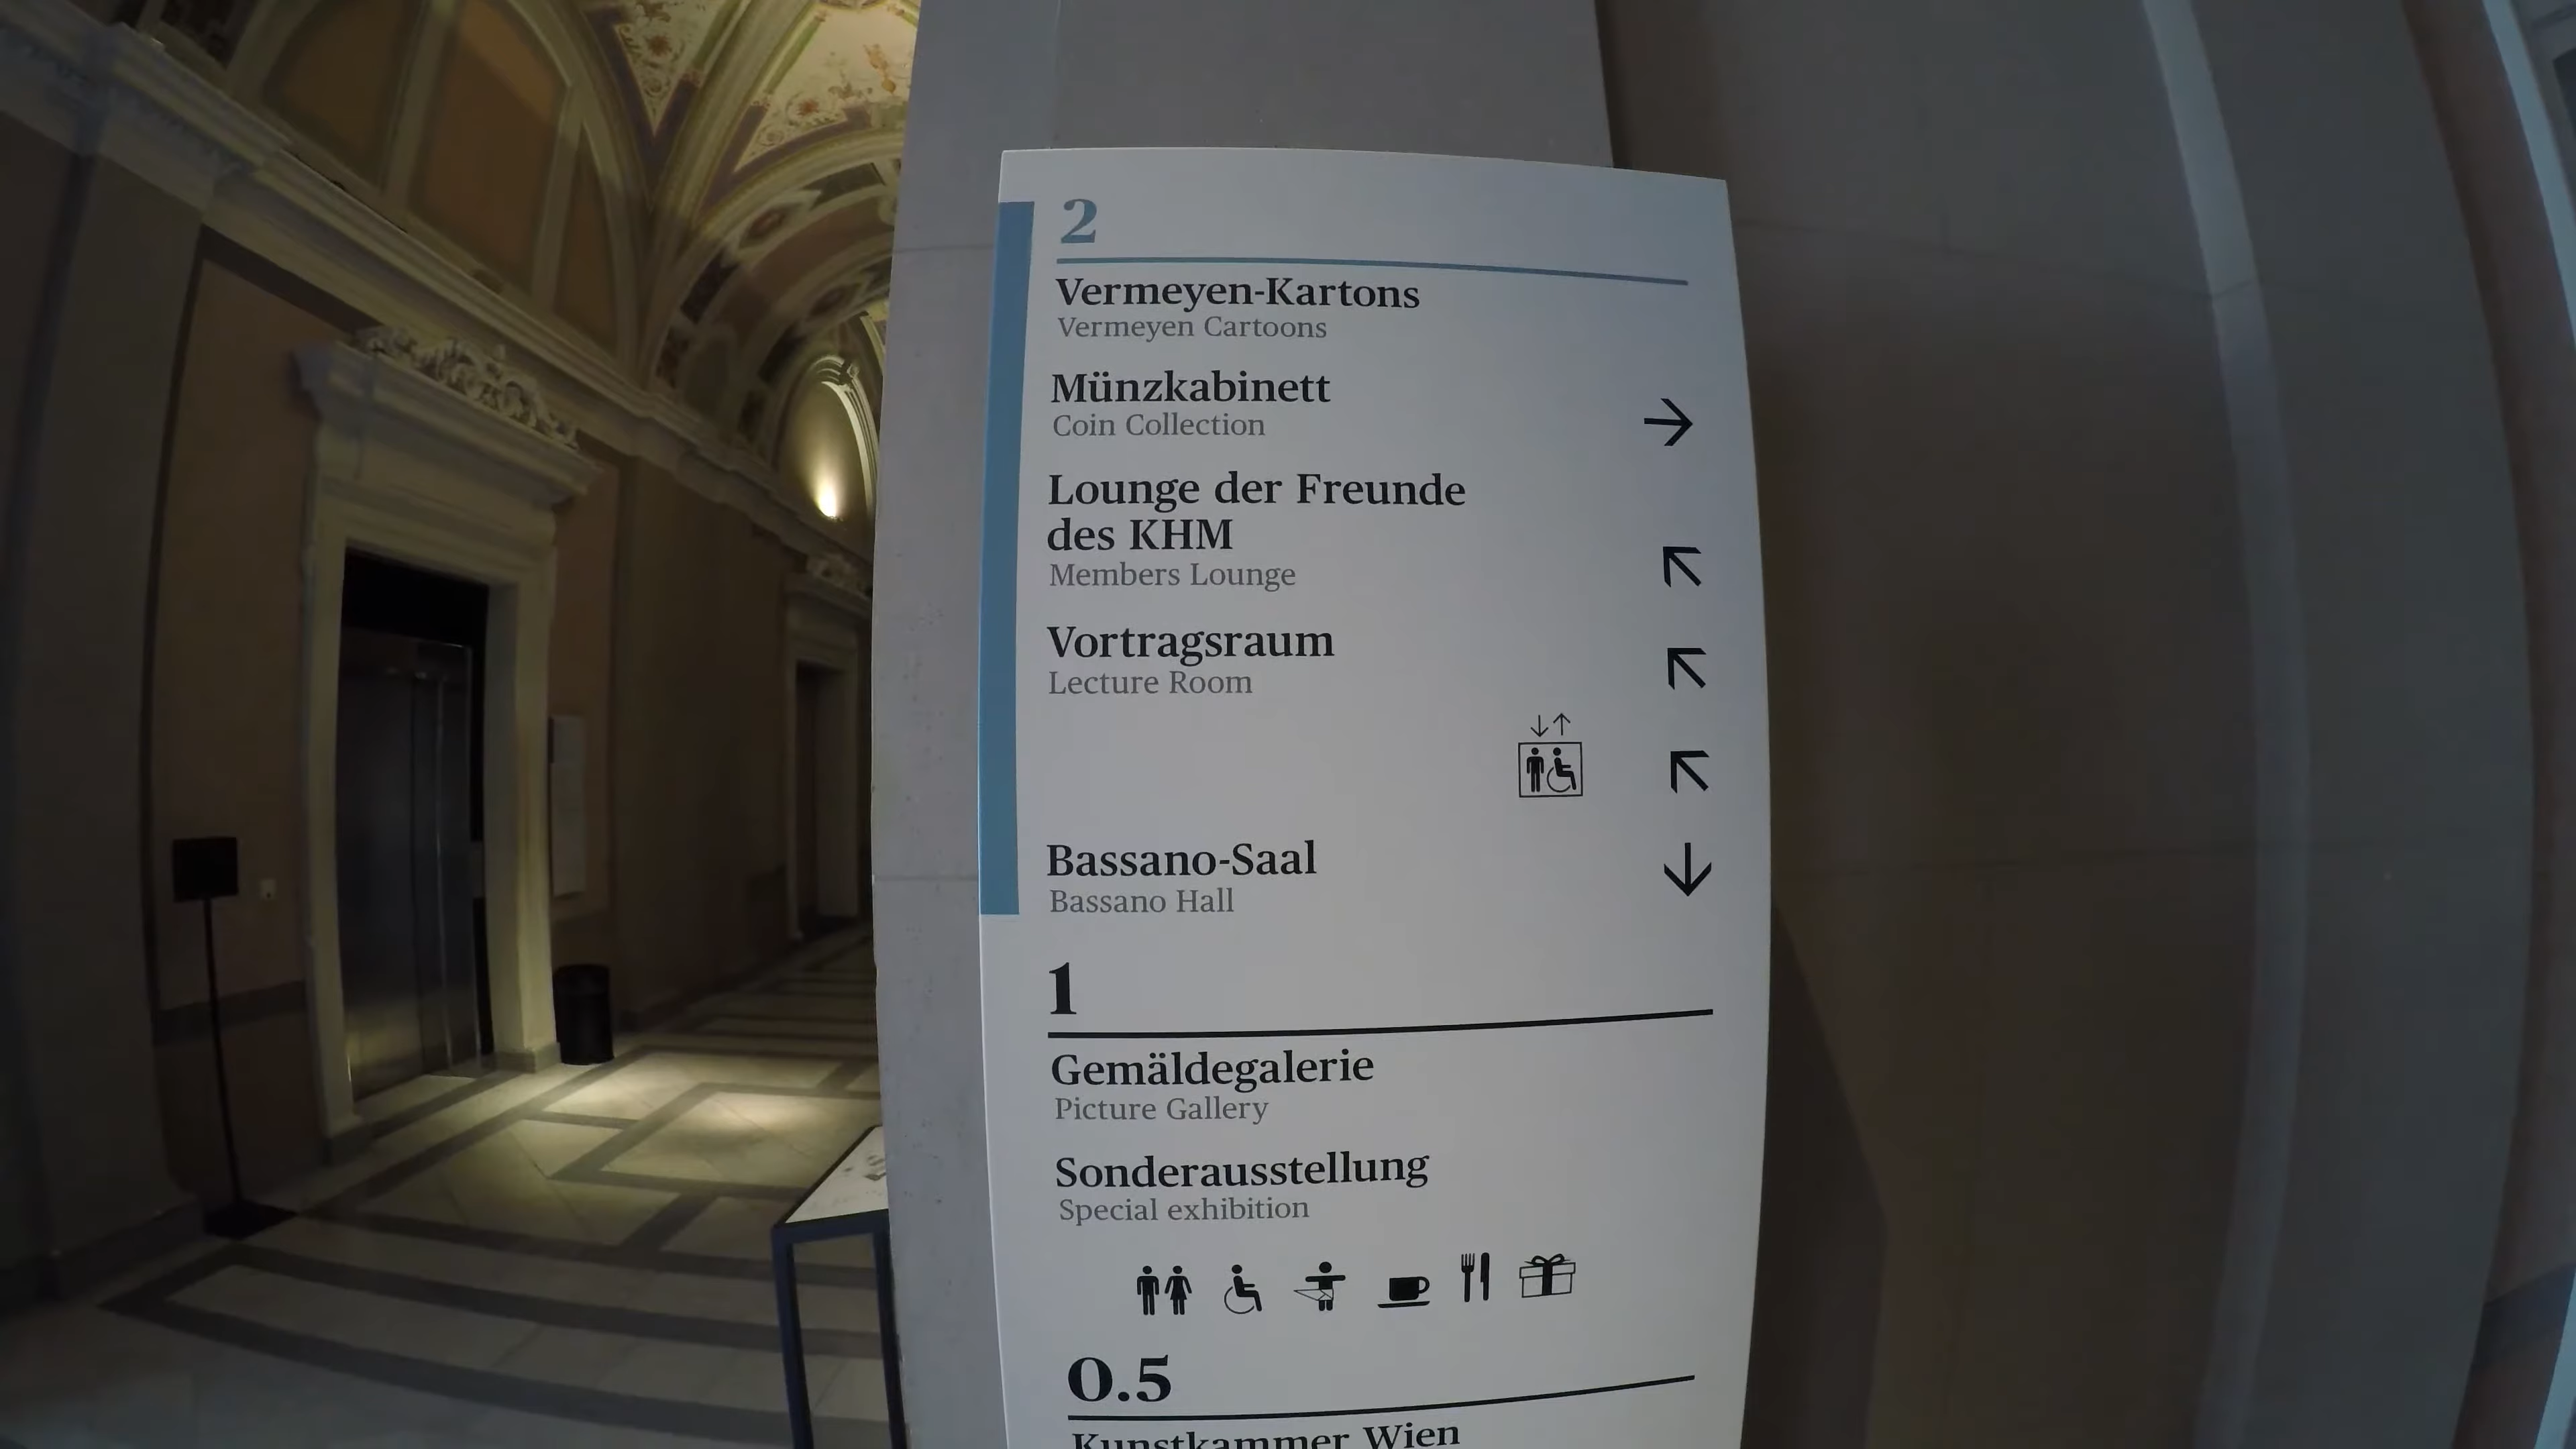 2
Vermeyen-Kartons
Vermeyen Cartoons
Münzkabinett
Coin Collection
Lounge der Freunde
des KHM
Members Lounge
Vortragsraum
Lecture Room
Bassano-Saal
Bassano Hall
1
Gemäldegalerie
Picture Gallery
Sonderausstellung
Special exhibition
0.5
Kunstkammer Wien